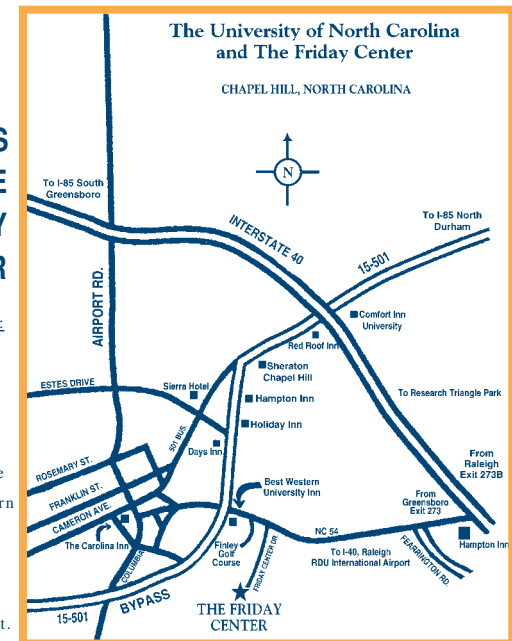 The University of North Carolina
and The Friday Center
CHAPEL HILL, NORTH CAROLINA
N
To I-85 South
Greensboro
To I-85 North
Durham
INTERSTATE 40
15-501
AIRPORT RD.
Comfort Inn
University
Red Roof Inn
Sheraton
Chapel Hill
ESTES DRIVE
Sierra Hotel
Hampton Inn
To Research Triangle Park
Holiday Inn
501 BUS.
Days Inn
ROSEMARY ST.
From
Raleigh
Exit 273B
FRANKLIN ST.
Best Western
University Inn
From
Greensboro
Exit 273
CAMERON AVE.
The Carolina Inn
Finley
Golf
Course
NC 54
Hampton Inn
COLUMBIA
FRIDAY CENTER DR.
To I-40, Raleigh
RDU International Airport
FEARRINGTON RD.
THE FRIDAY
CENTER
15-501
BYPASS